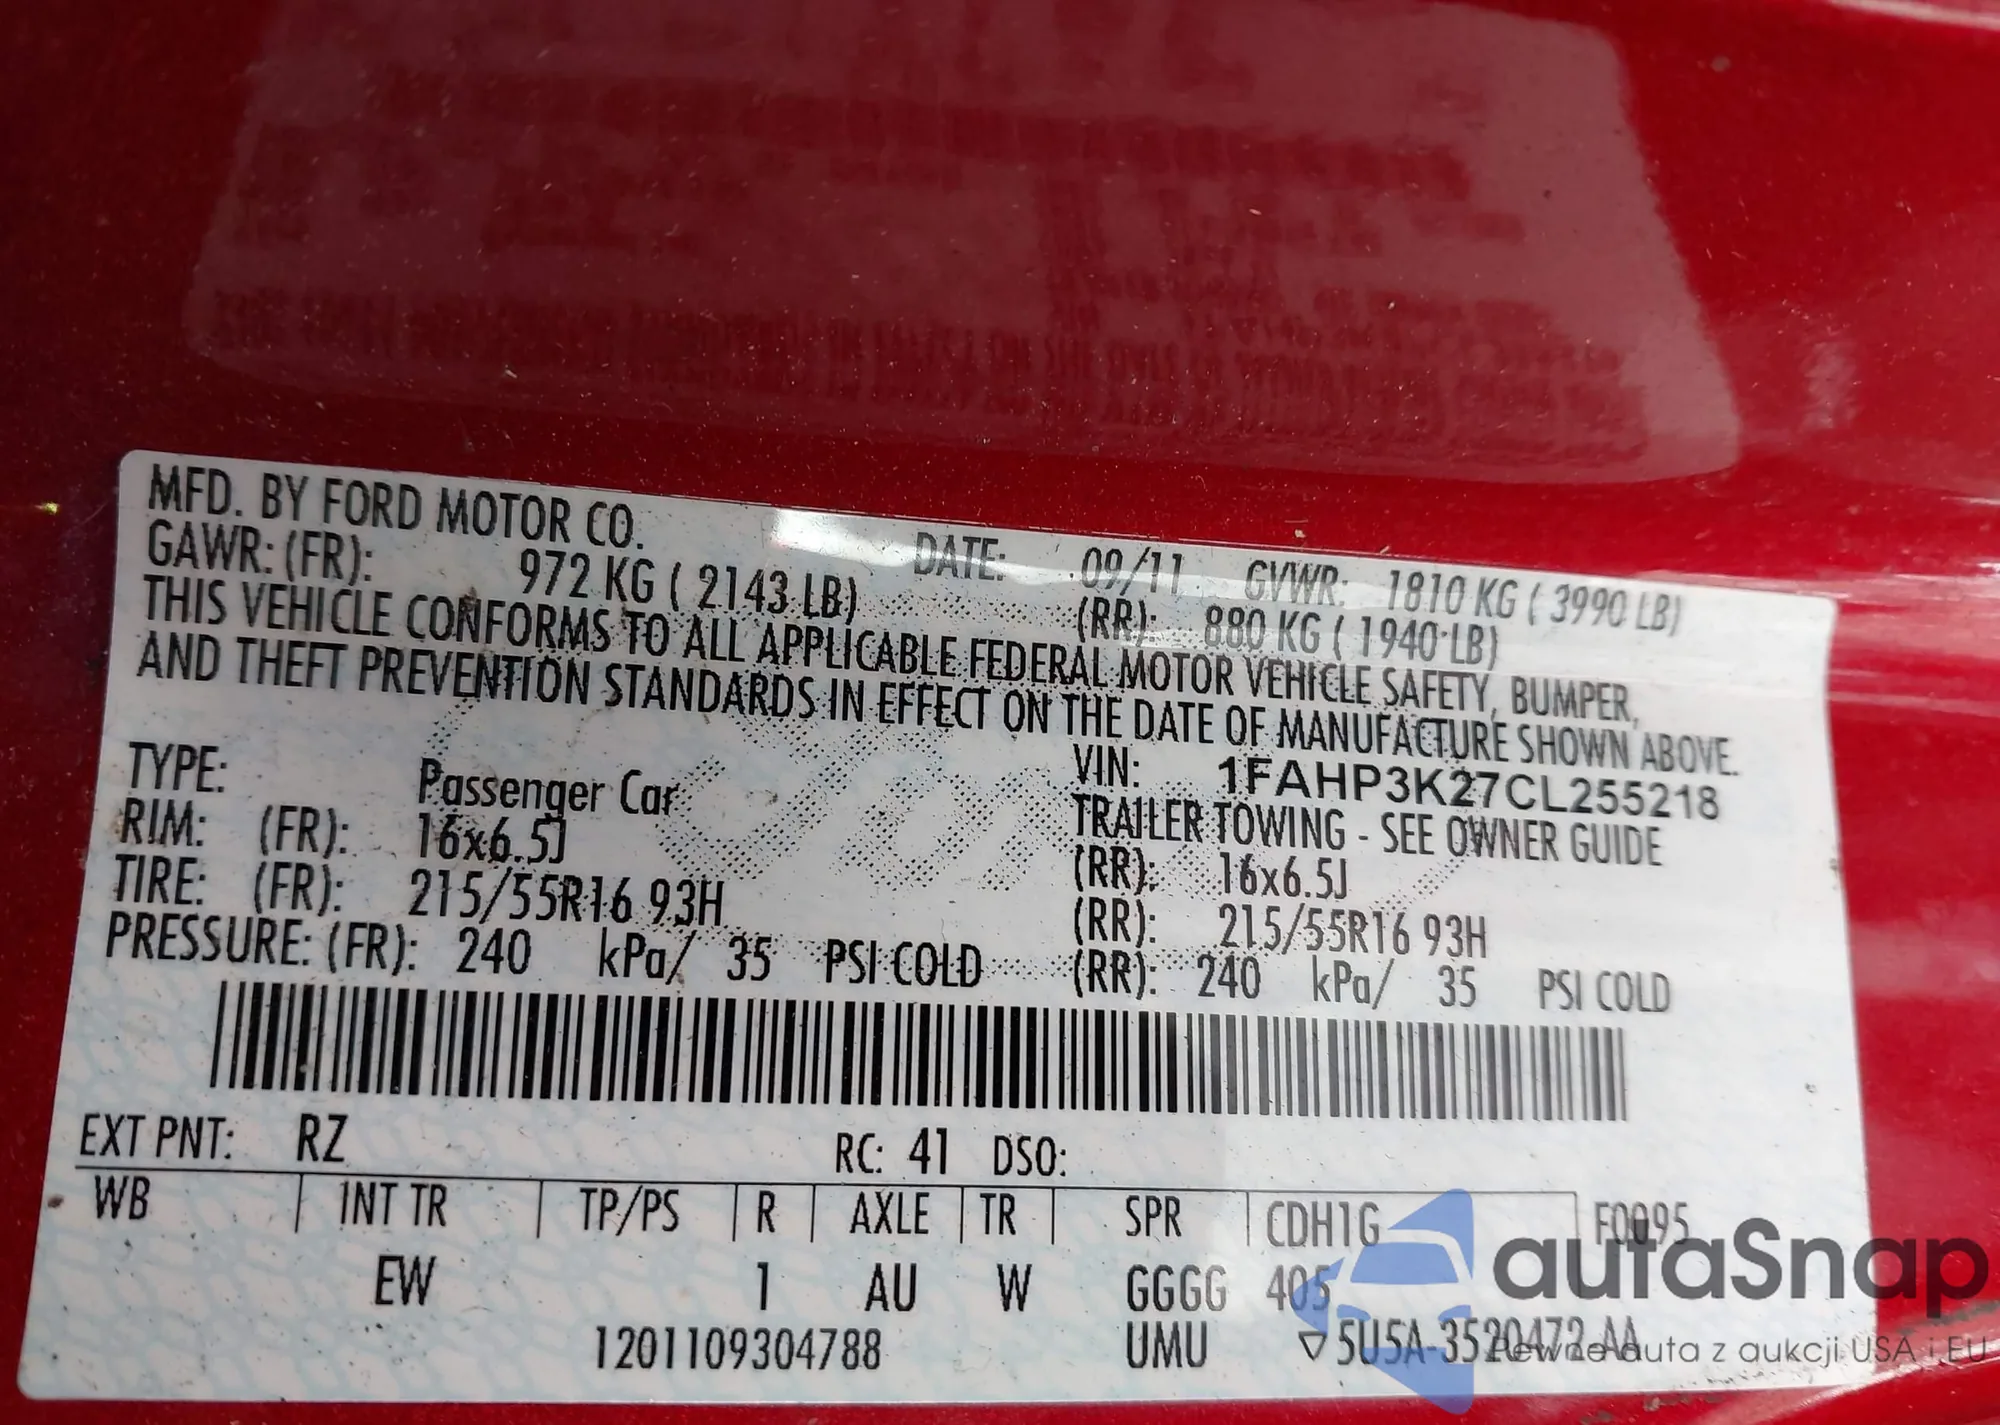 MFD. BY FORD MOTOR CO. DATE: 09/11 GVWR: 1810 KG ( 3990 LB)
GAWR: (FR): 972 KG ( 2143 LB) (RR): 880 KG ( 1940 LB)
THIS VEHICLE CONFORMS TO ALL APPLICABLE FEDERAL MOTOR VEHICLE SAFETY, BUMPER,
AND THEFT PREVENTION STANDARDS IN EFFECT ON THE DATE OF MANUFACTURE SHOWN ABOVE.
VIN: 1FAHP3K27CL255218
TYPE: Passenger Car TRAILER TOWING - SEE OWNER GUIDE
RIM: (FR): 16x6.5J (RR): 16x6.5J
TIRE: (FR): 215/55R16 93H (RR): 215/55R16 93H
PRESSURE: (FR): 240 kPa/ 35 PSI COLD (RR): 240 kPa/ 35 PSI COLD
EXT PNT: RZ RC: 41 DSO:
WB INT TR TP/PS R AXLE TR SPR CDH1G F0095
EW 1 AU W GGGG 405
1201109304788 UMU ▽5U5A-3520472-AA
autaSnap
Pewne auta z aukcji USA i EU